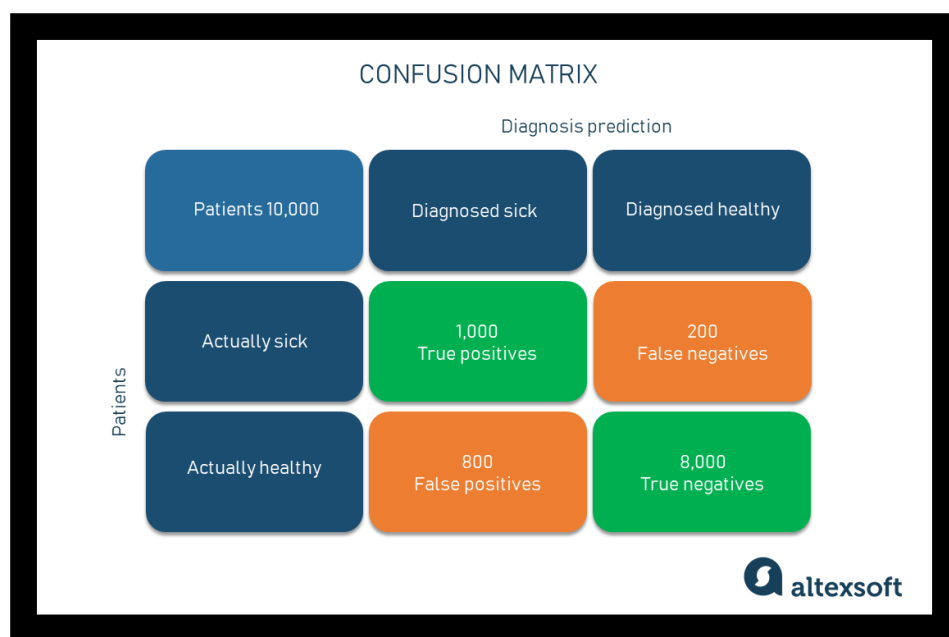 CONFUSION MATRIX
Diagnosis prediction
Patients 10,000
Diagnosed sick
Diagnosed healthy
Patients
Actually sick
1,000
True positives
200
False negatives
Actually healthy
800
False positives
8,000
True negatives
altexsoft